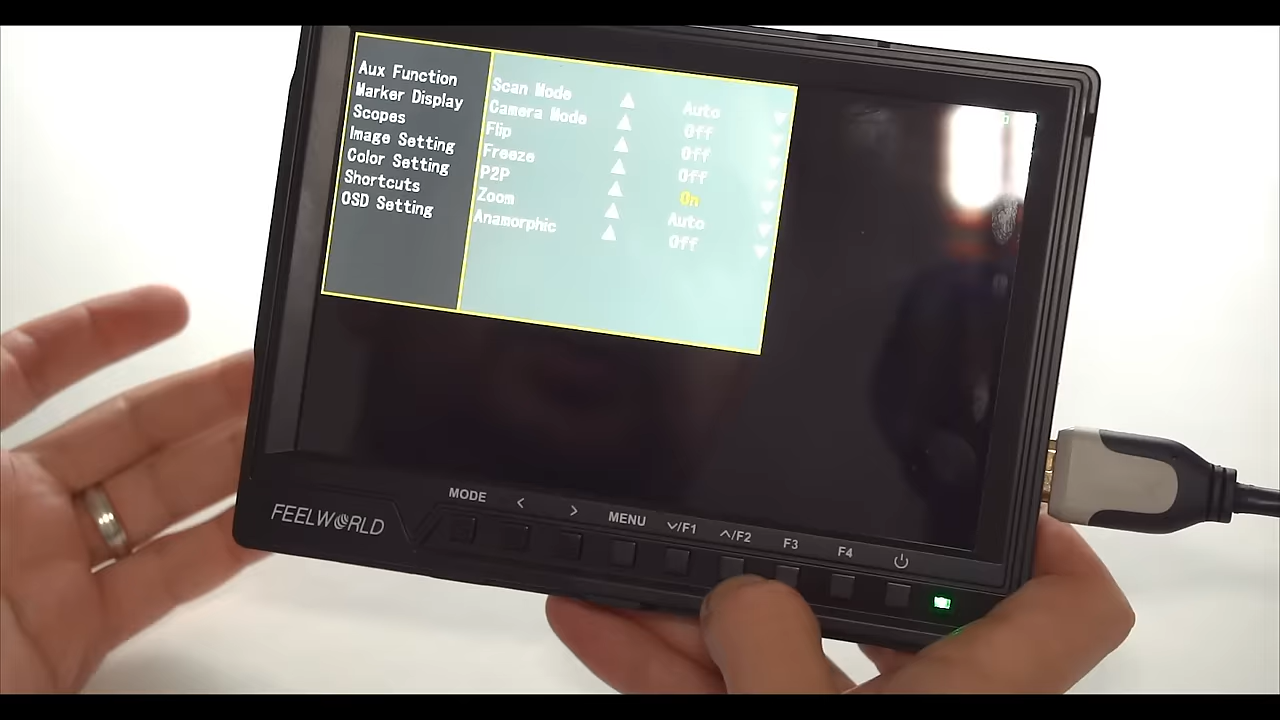 Aux Function
Marker Display
Scopes
Image Setting
Color Setting
Shortcuts
OSD Setting
Scan Mode Auto
Camera Mode Off
Flip Off
Freeze Off
P2P On
Zoom Auto
Anamorphic Off
FEELWORLD
MODE < > MENU ∨/F1 ∧/F2 F3 F4